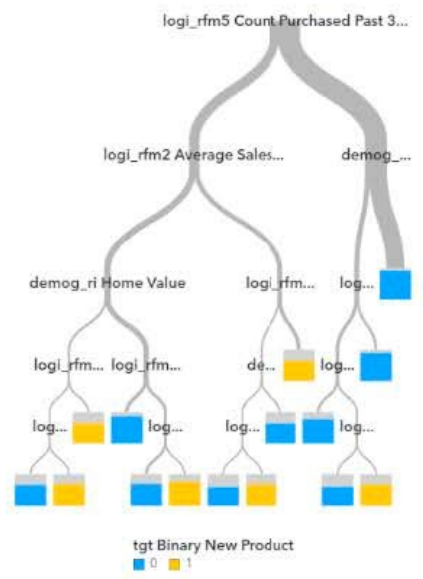 logi_rfm5 Count Purchased Past 3...
logi_rfm2 Average Sales... demog_...
demog_ri Home Value logi_rfm... log...
logi_rfm... logi_rfm... de... log...
log... log... log... log...
tgt Binary New Product
0 1